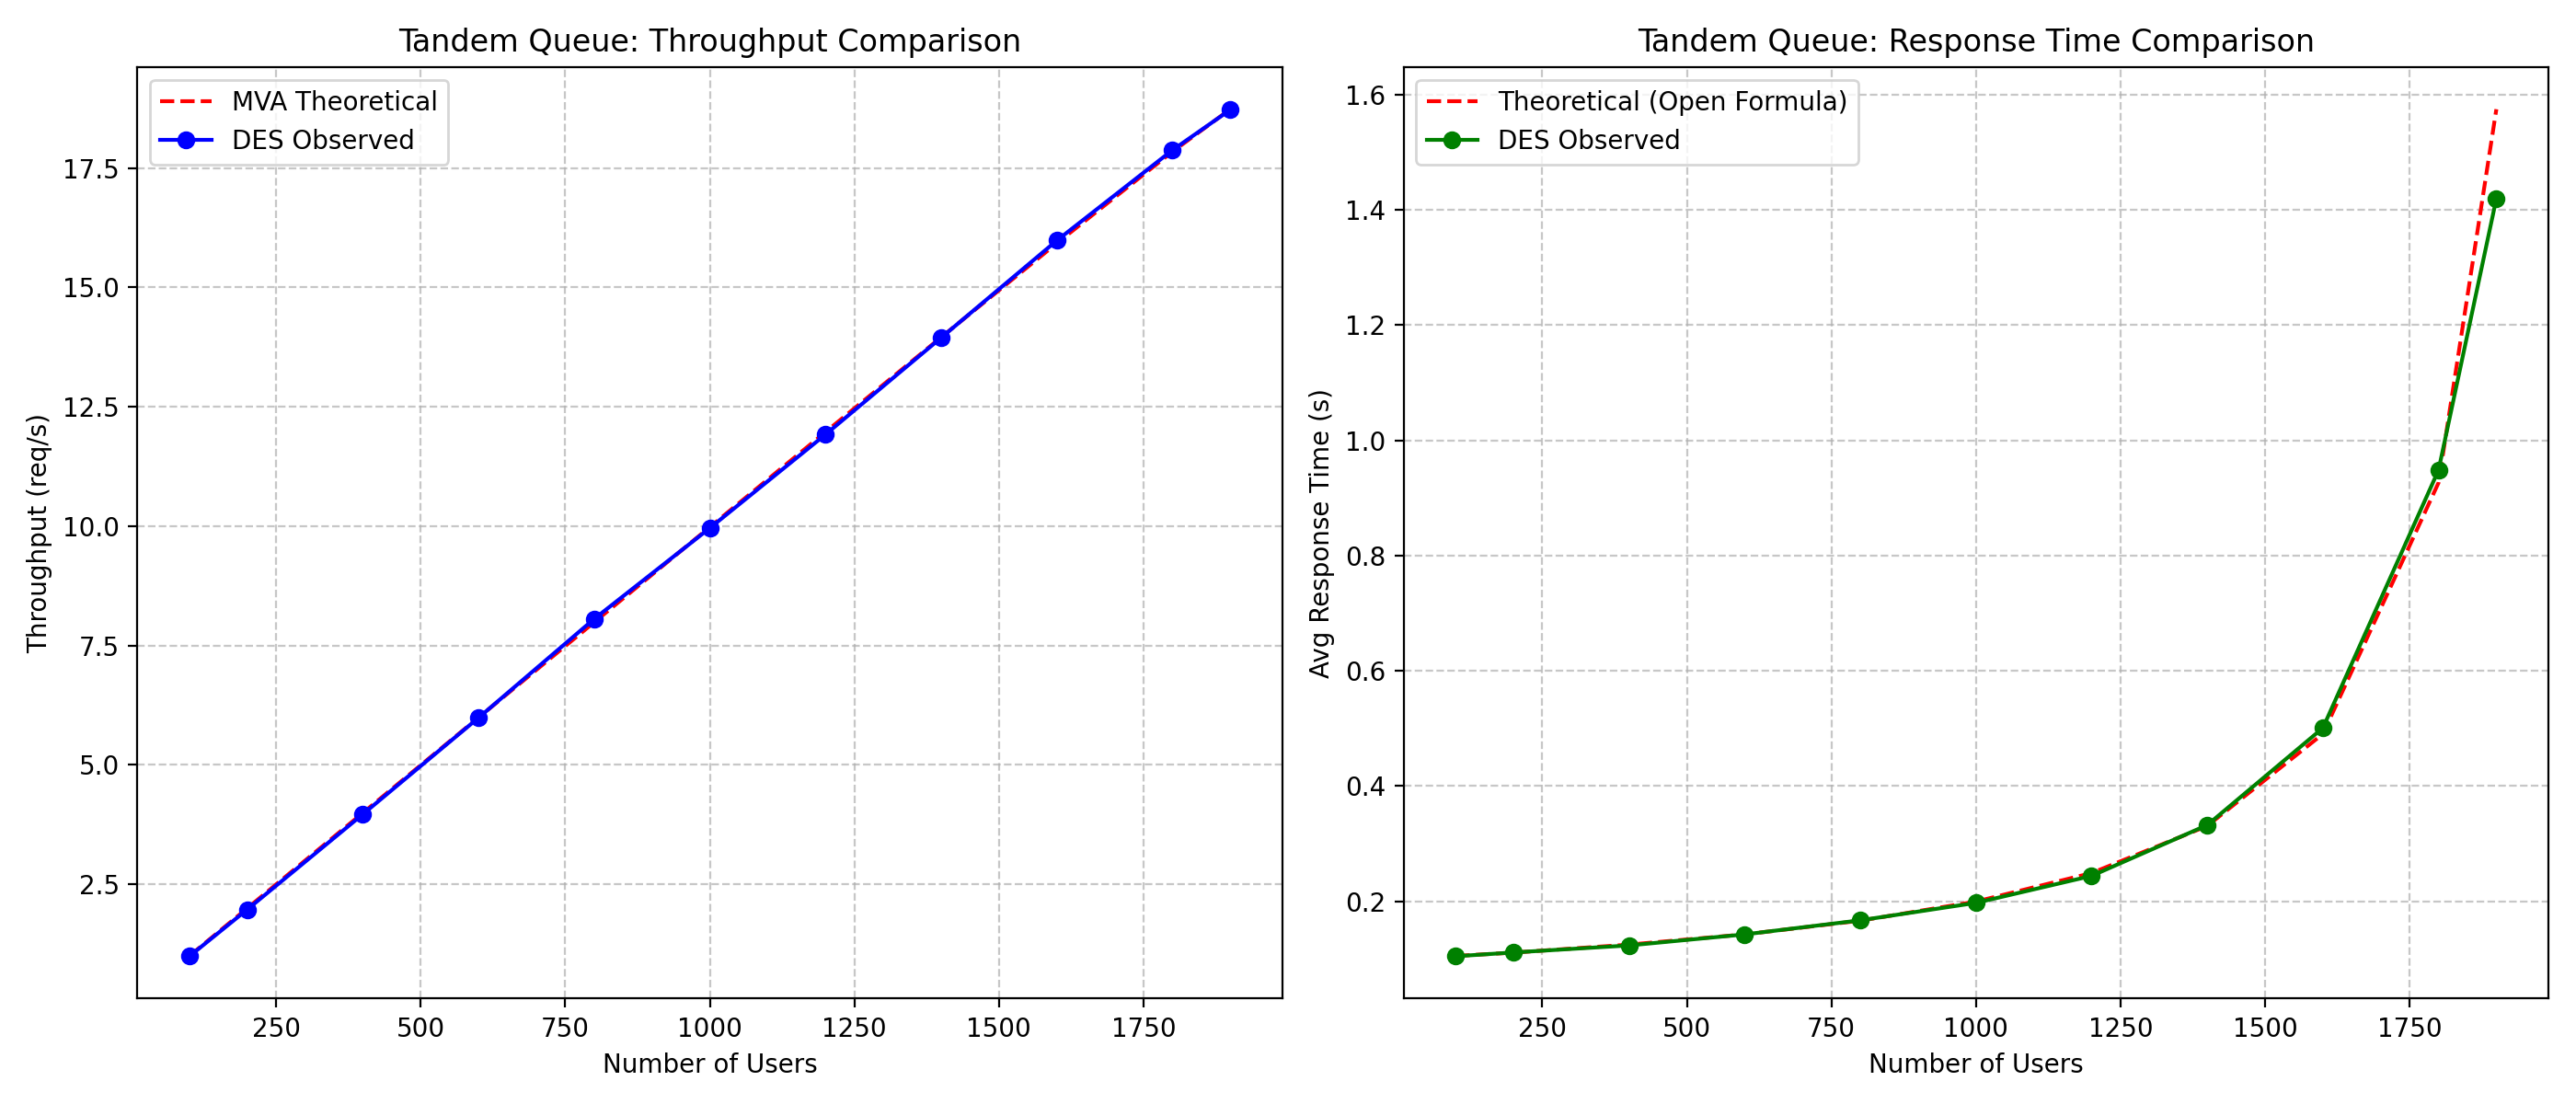 Tandem Queue: Throughput Comparison
MVA Theoretical
DES Observed
Throughput (req/s)
17.5
15.0
12.5
10.0
7.5
5.0
2.5
250 500 750 1000 1250 1500 1750
Number of Users
Tandem Queue: Response Time Comparison
Theoretical (Open Formula)
DES Observed
Avg Response Time (s)
1.6
1.4
1.2
1.0
0.8
0.6
0.4
0.2
250 500 750 1000 1250 1500 1750
Number of Users